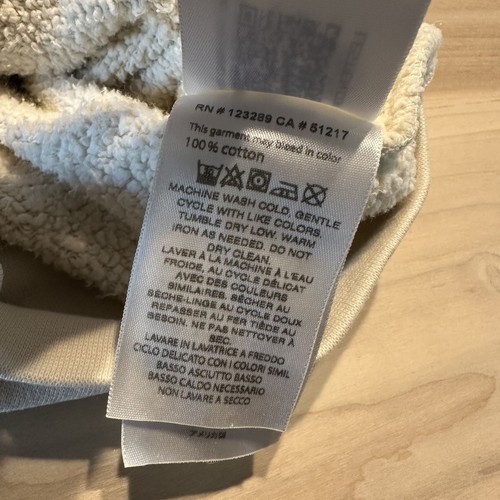 RN # 123289 CA # 51217
This garment may bleed in color
100% cotton
MACHINE WASH COLD, GENTLE
CYCLE WITH LIKE COLORS,
TUMBLE DRY LOW, WARM
IRON AS NEEDED. DO NOT
DRY CLEAN.
LAVER À LA MACHINE À L'EAU
FROIDE, AU CYCLE DÉLICAT
AVEC DES COULEURS
SIMILAIRES. SÉCHER AU
SÈCHE-LINGE AU CYCLE DOUX
REPASSER AU FER TIÈDE AU
BESOIN. NE PAS NETTOYER À
SEC.
LAVARE IN LAVATRICE A FREDDO
CICLO DELICATO CON I COLORI SIMIL
BASSO ASCIUTTO BASSO
BASSO CALDO NECESSARIO
NON LAVARE A SECCO